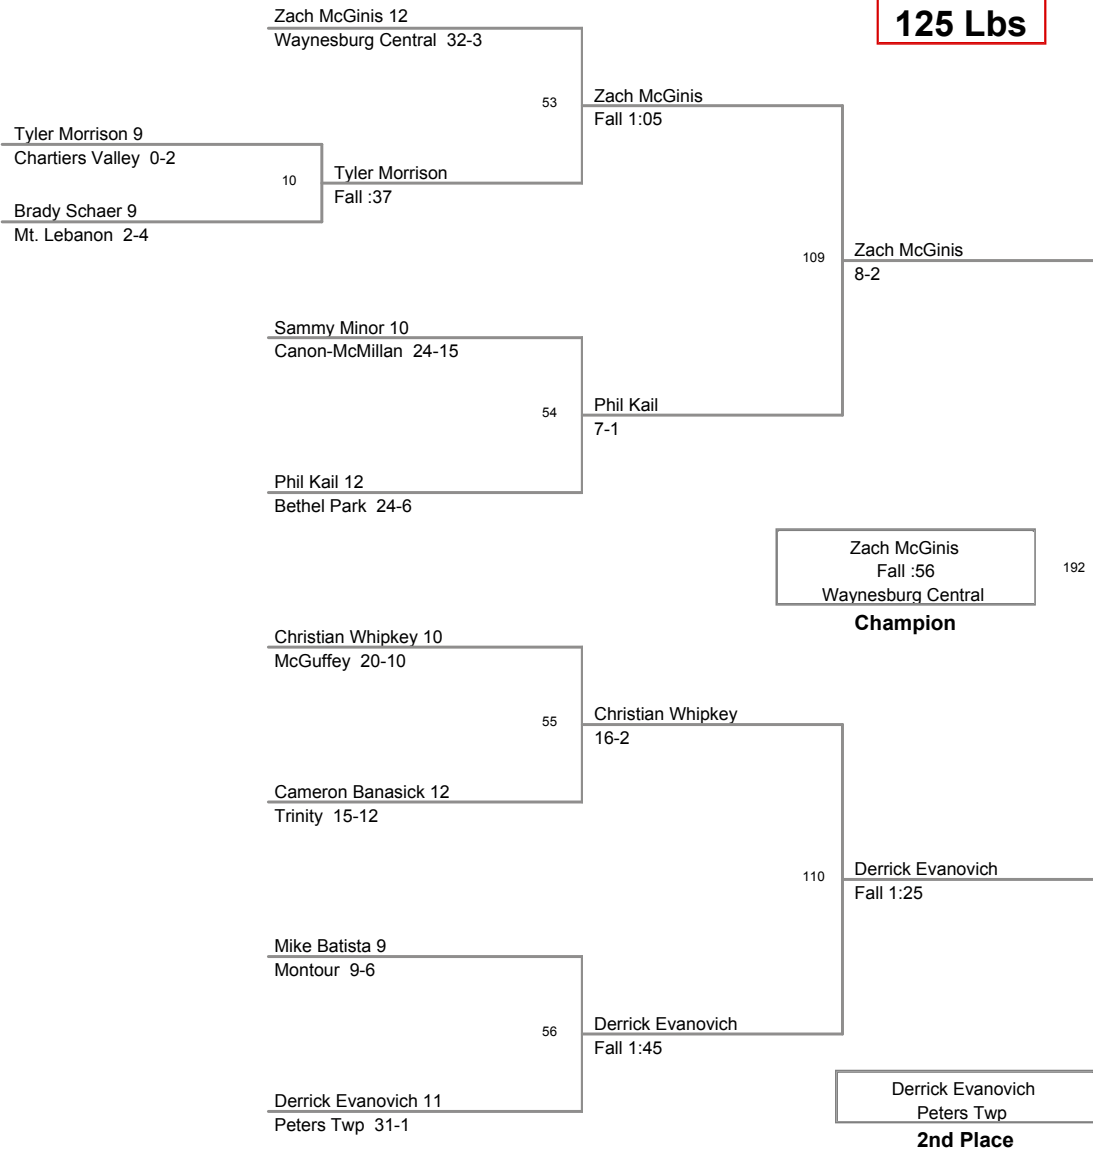 Zach McGinis 12
Waynesburg Central 32-3
125 Lbs
53
Zach McGinis
Fall 1:05
Tyler Morrison 9
Chartiers Valley 0-2
10
Tyler Morrison
Fall :37
Brady Schaer 9
Mt. Lebanon 2-4
109
Zach McGinis
8-2
Sammy Minor 10
Canon-McMillan 24-15
54
Phil Kail
7-1
Phil Kail 12
Bethel Park 24-6
Zach McGinis
Fall :56
Waynesburg Central
192
Champion
Christian Whipkey 10
McGuffey 20-10
55
Christian Whipkey
16-2
Cameron Banasick 12
Trinity 15-12
110
Derrick Evanovich
Fall 1:25
Mike Batista 9
Montour 9-6
56
Derrick Evanovich
Fall 1:45
Derrick Evanovich 11
Peters Twp 31-1
Derrick Evanovich
Peters Twp
2nd Place